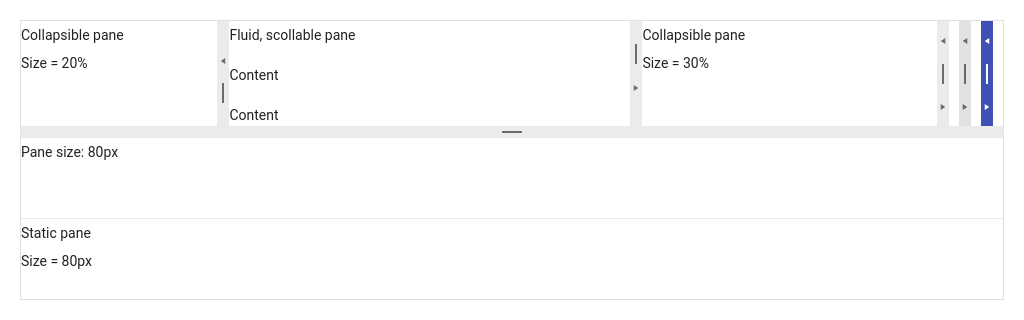 Collapsible pane
Size = 20%
Fluid, scollable pane
Content
Content
Collapsible pane
Size = 30%
Pane size: 80px
Static pane
Size = 80px